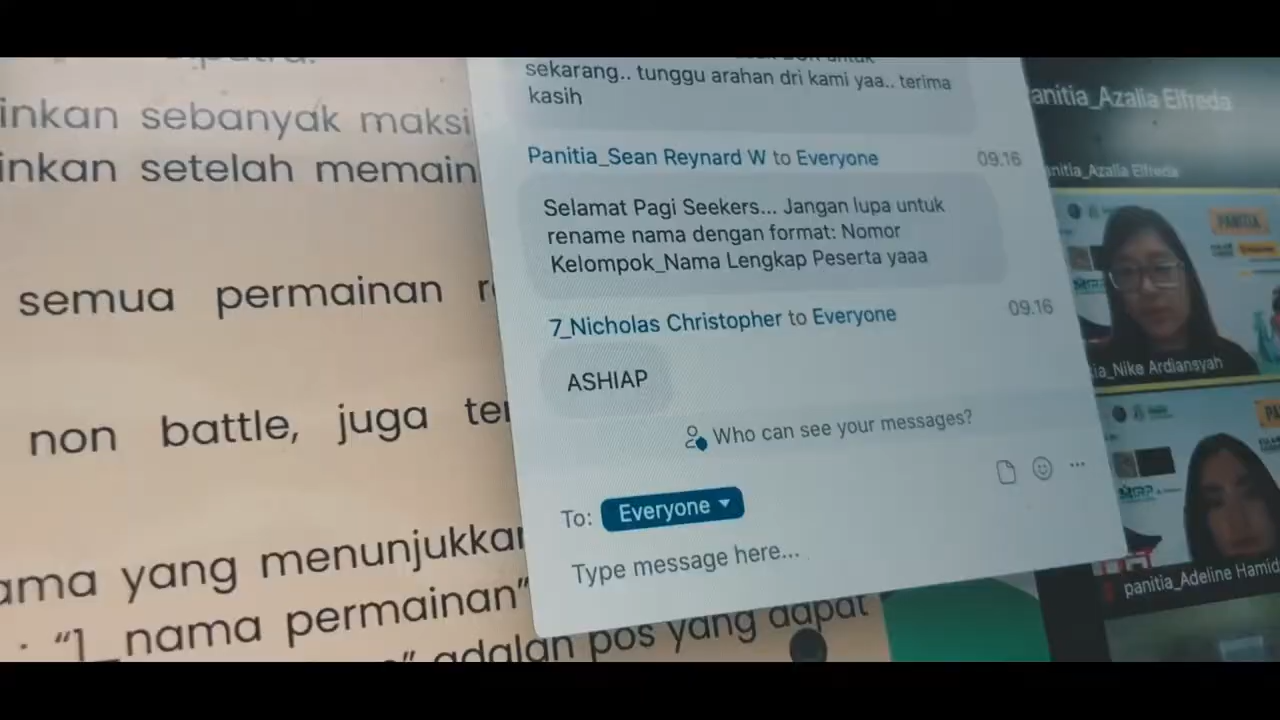 inkan sebanyak maksi
inkan setelah memain
semua permainan r
non battle, juga te
ama yang menunjukka
: "1_nama permainan"
" adalah pos yang dapat
sekarang.. tunggu arahan dri kami yaa.. terima
kasih
Panitia_Sean Reynard W to Everyone 09.16
Selamat Pagi Seekers... Jangan lupa untuk
rename nama dengan format: Nomor
Kelompok_Nama Lengkap Peserta yaaa
7_Nicholas Christopher to Everyone 09.16
ASHIAP
Who can see your messages?
To: Everyone
Type message here...
anitia_Azalia Elfreda
nitia_Azalia Elfreda
PANITIA
ia_Nike Ardiansyah
PA
panitia_Adeline Hamid